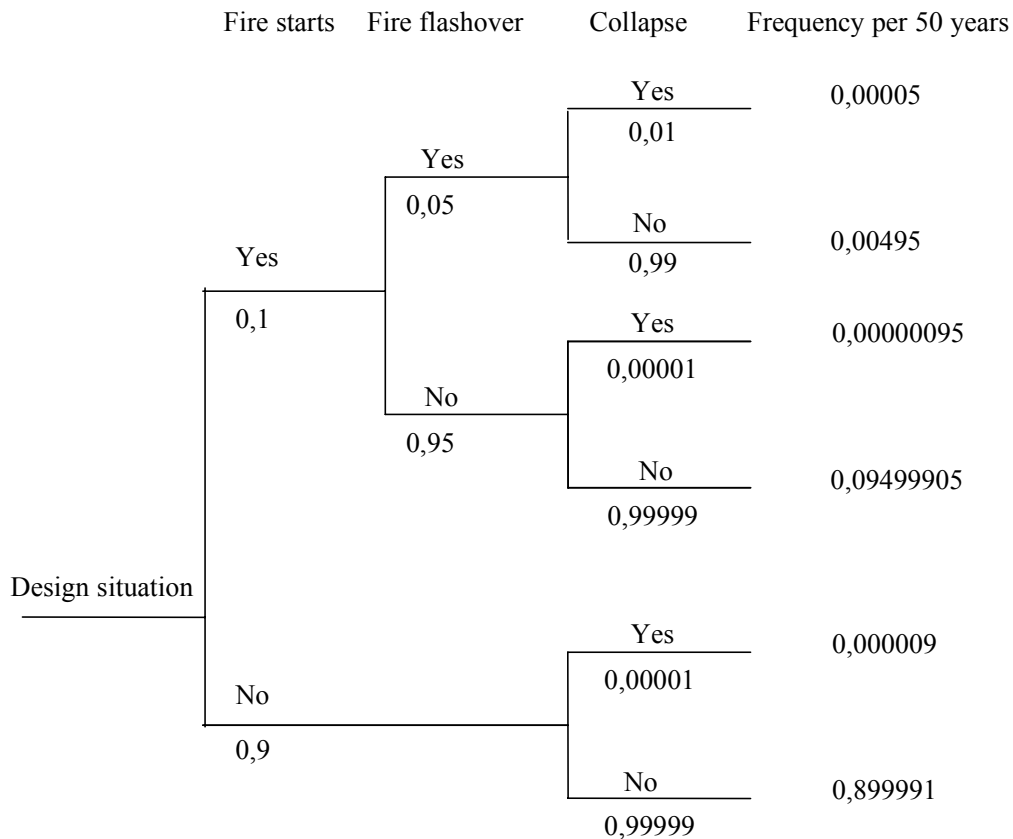 Fire starts Fire flashover Collapse Frequency per 50 years
Yes 0,00005
0,01
Yes
0,05
No 0,00495
0,99
Yes
0,1
Yes 0,00000095
0,00001
No
0,95
No 0,09499905
0,99999
Design situation
Yes 0,000009
0,00001
No
0,9
No 0,899991
0,99999